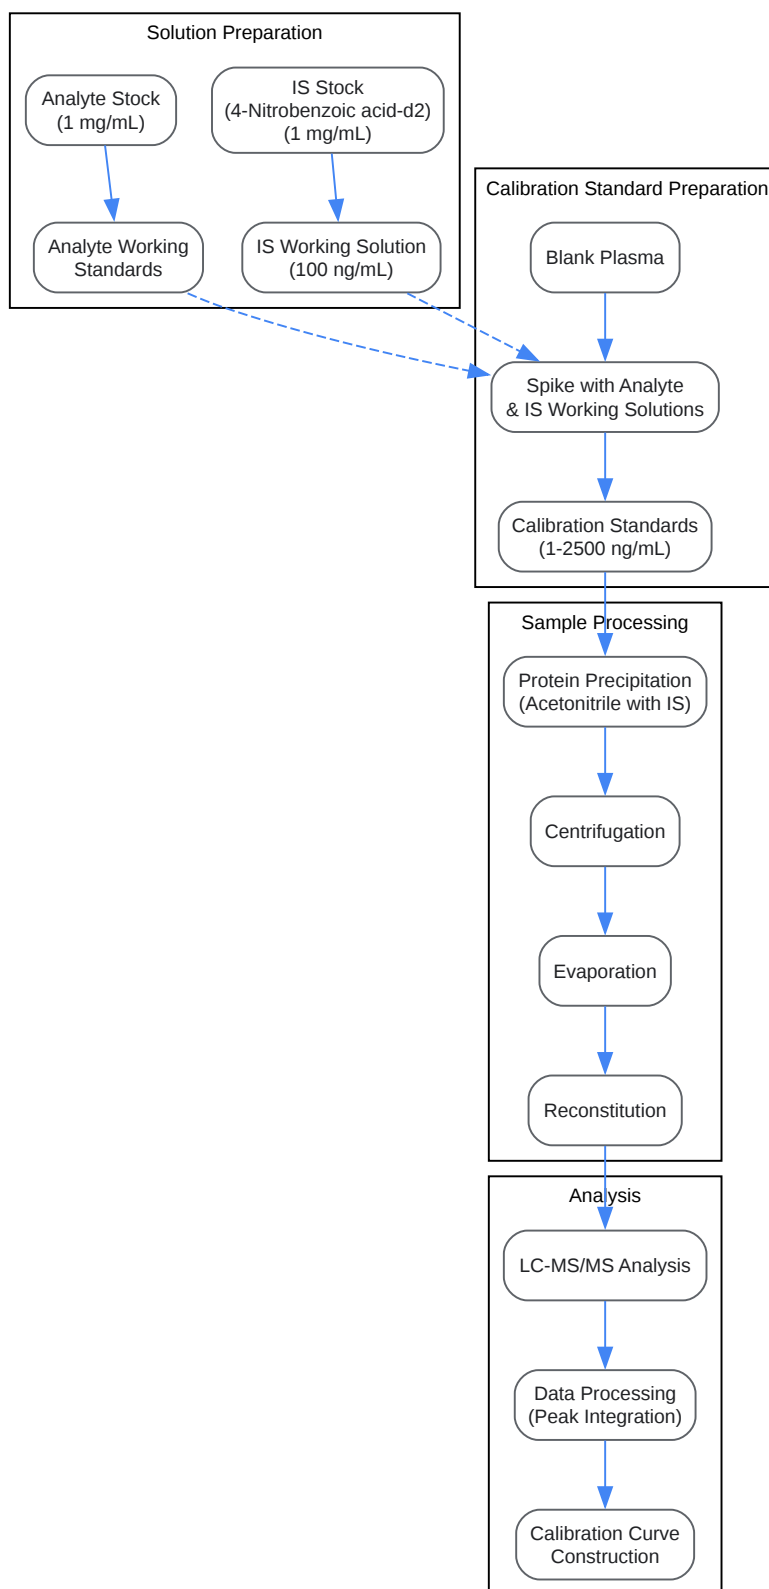 Solution Preparation
Analyte Stock
(1 mg/mL)
IS Stock
(4-Nitrobenzoic acid-d2)
(1 mg/mL)
Analyte Working
Standards
IS Working Solution
(100 ng/mL)
Calibration Standard Preparation
Blank Plasma
Spike with Analyte
& IS Working Solutions
Calibration Standards
(1-2500 ng/mL)
Sample Processing
Protein Precipitation
(Acetonitrile with IS)
Centrifugation
Evaporation
Reconstitution
Analysis
LC-MS/MS Analysis
Data Processing
(Peak Integration)
Calibration Curve
Construction